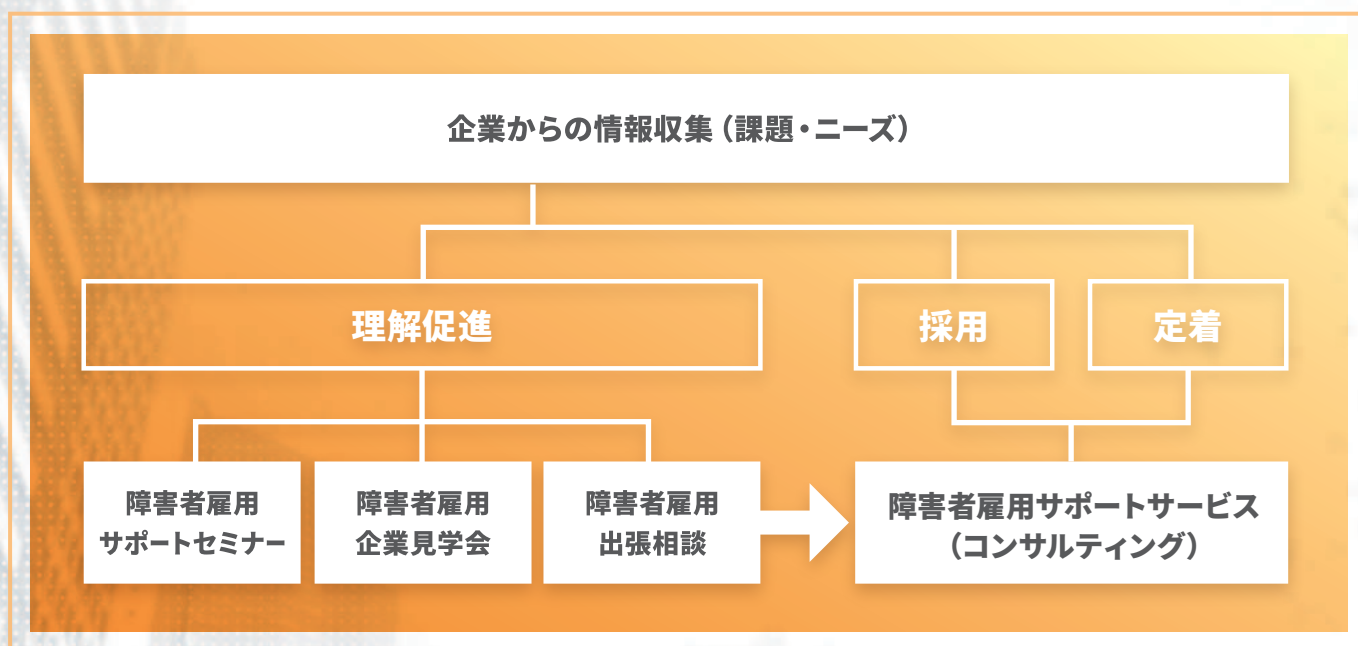 企業からの情報収集（課題・ニーズ）
理解促進
採用
定着
障害者雇用
サポートセミナー
障害者雇用
企業見学会
障害者雇用
出張相談
障害者雇用サポートサービス
（コンサルティング）